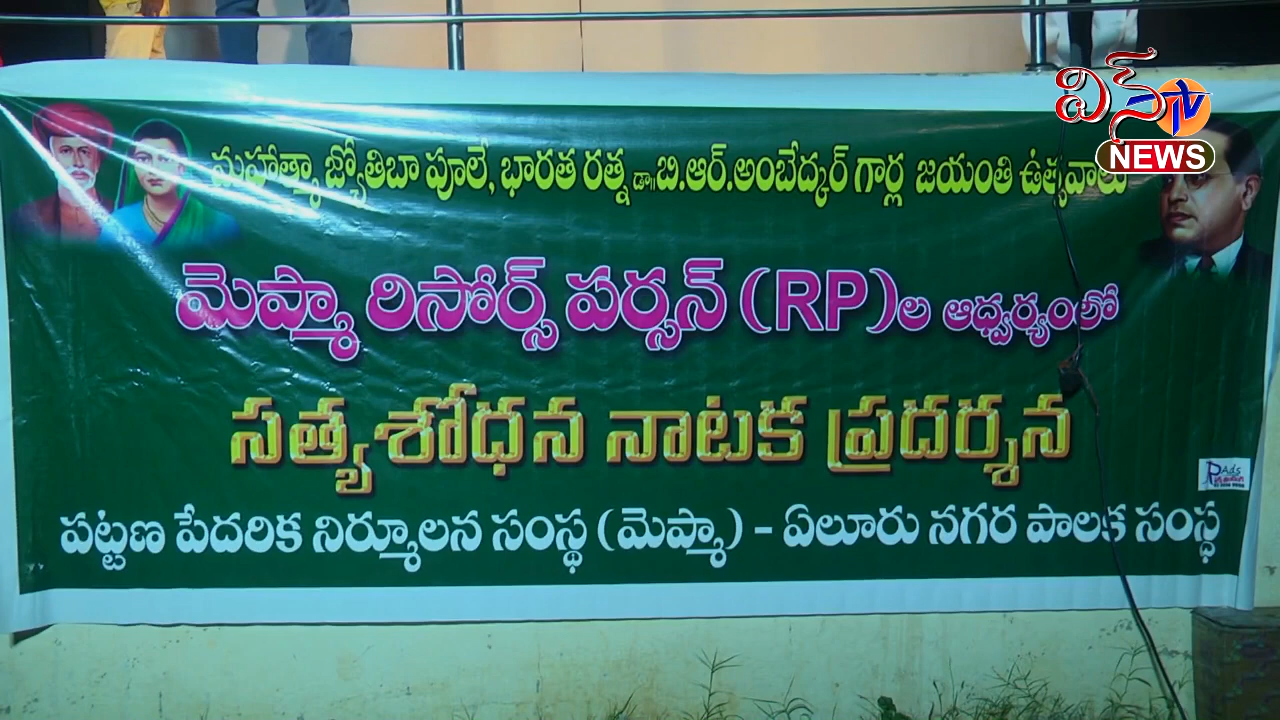 విన్ TV
NEWS
మహాత్మా జ్యోతిబా పూలే, భారత రత్న డా॥బి.ఆర్.అంబేద్కర్ గార్ల జయంతి ఉత్సవాలు
మెప్మా రిసోర్స్ పర్సన్ (RP)ల ఆధ్వర్యంలో
సత్యశోధన నాటక ప్రదర్శన
Ads
పట్టణ పేదరిక నిర్మూలన సంస్థ (మెప్మా) - ఏలూరు నగర పాలక సంస్థ